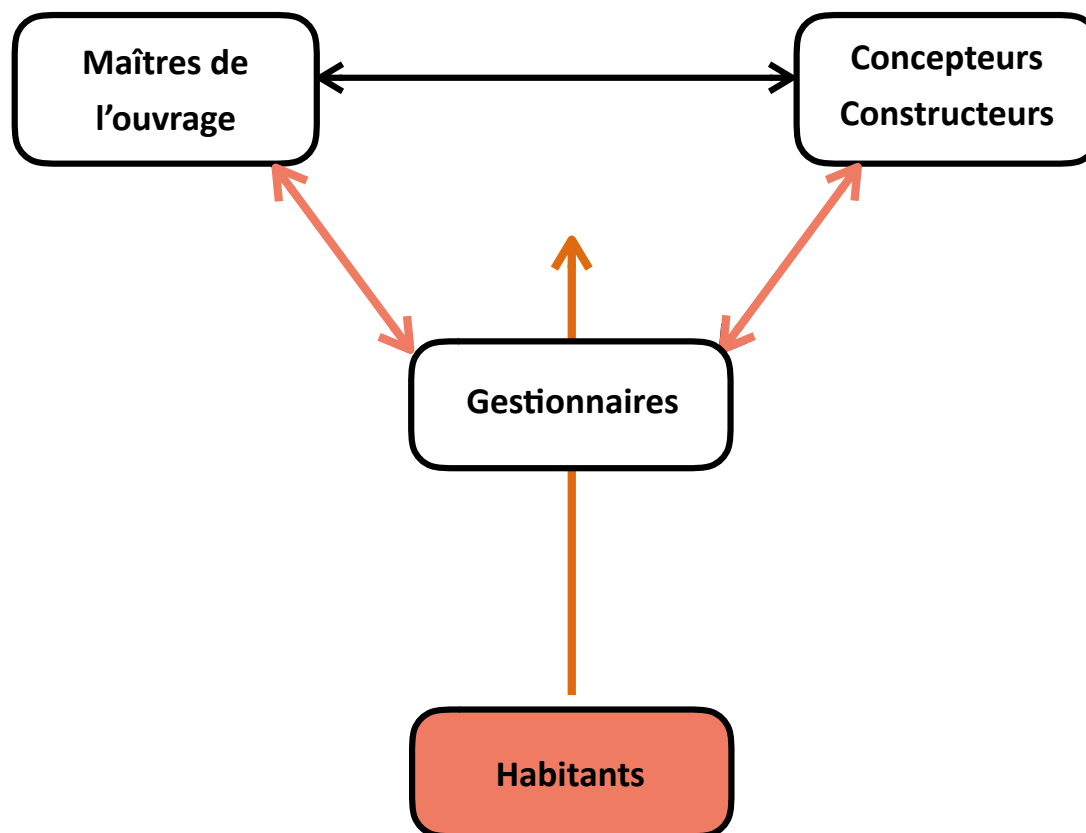 Maîtres de
l’ouvrage
Concepteurs
Constructeurs
Gestionnaires
Habitants